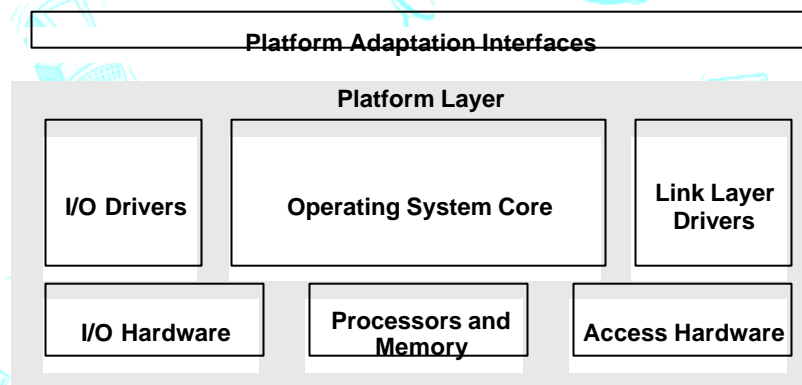 Platform Adaptation Interfaces
Platform Layer
I/O Drivers
Operating System Core
Link Layer
Drivers
I/O Hardware
Processors and
Memory
Access Hardware